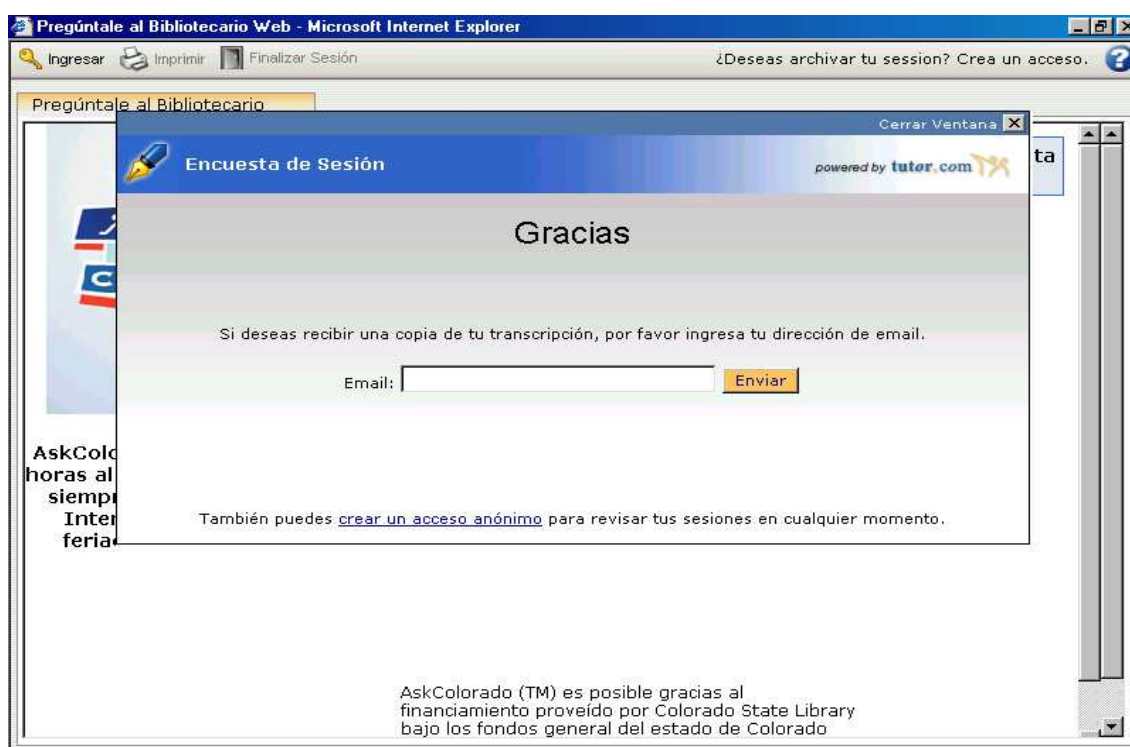 Pregúntale al Bibliotecario Web - Microsoft Internet Explorer
Ingresar Imprimir Finalizar Sesión ¿Deseas archivar tu session? Crea un acceso.
Pregúntale al Bibliotecario
Cerrar Ventana
Encuesta de Sesión powered by tutor.com
ta
Gracias
Si deseas recibir una copia de tu transcripción, por favor ingresa tu dirección de email.
Email: Enviar
AskColo
horas al
siemp
Inter
feria
También puedes crear un acceso anónimo para revisar tus sesiones en cualquier momento.
AskColorado (TM) es posible gracias al
financiamiento proveído por Colorado State Library
bajo los fondos general del estado de Colorado